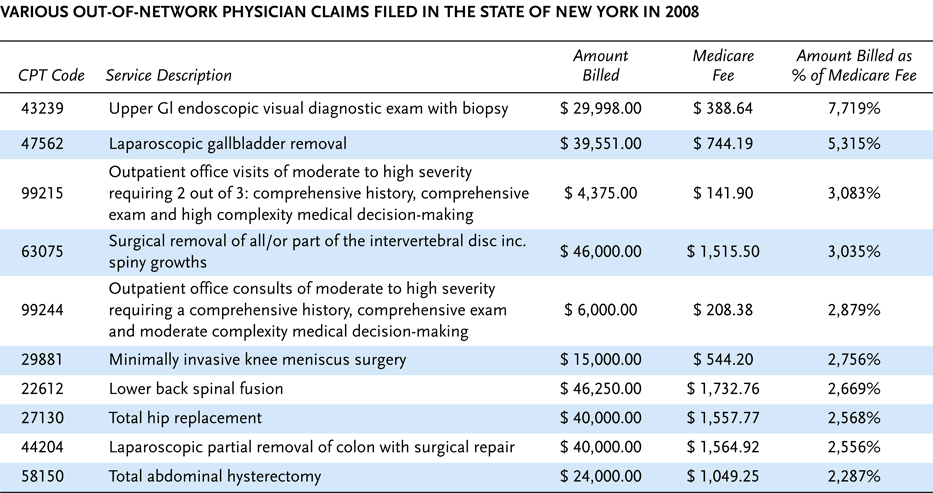 VARIOUS OUT-OF-NETWORK PHYSICIAN CLAIMS FILED IN THE STATE OF NEW YORK IN 2008
CPT Code Service Description Amount Billed Medicare Fee Amount Billed as % of Medicare Fee
43239 Upper GI endoscopic visual diagnostic exam with biopsy $ 29,998.00 $ 388.64 7,719%
47562 Laparoscopic gallbladder removal $ 39,551.00 $ 744.19 5,315%
Outpatient office visits of moderate to high severity
99215 requiring 2 out of 3: comprehensive history, comprehensive $ 4,375.00 $ 141.90 3,083%
exam and high complexity medical decision-making
63075 Surgical removal of all/or part of the intervertebral disc inc. $ 46,000.00 $ 1,515.50 3,035%
spiny growths
Outpatient office consults of moderate to high severity
99244 requiring a comprehensive history, comprehensive exam $ 6,000.00 $ 208.38 2,879%
and moderate complexity medical decision-making
29881 Minimally invasive knee meniscus surgery $ 15,000.00 $ 544.20 2,756%
22612 Lower back spinal fusion $ 46,250.00 $ 1,732.76 2,669%
27130 Total hip replacement $ 40,000.00 $ 1,557.77 2,568%
44204 Laparoscopic partial removal of colon with surgical repair $ 40,000.00 $ 1,564.92 2,556%
58150 Total abdominal hysterectomy $ 24,000.00 $ 1,049.25 2,287%